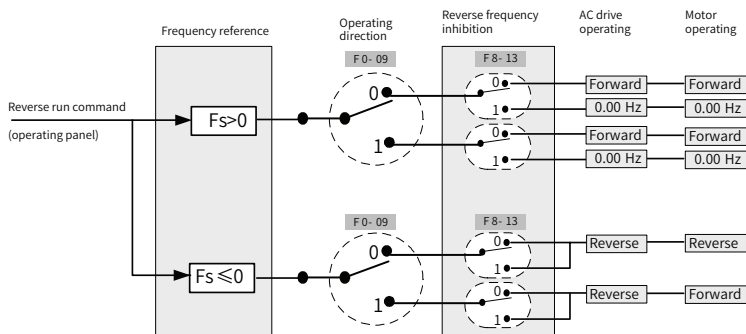 Frequency reference
Operating
direction
Reverse frequency
inhibition
AC drive
operating
Motor
operating
F0-09
F8-13
Reverse run command
(operating panel)
Fs>0
0
1
0
1
0
1
Forward
Forward
0.00 Hz
0.00 Hz
Forward
Forward
0.00 Hz
0.00 Hz
F0-09
F8-13
Fs ≤0
0
1
0
1
0
1
Reverse
Reverse
Reverse
Forward